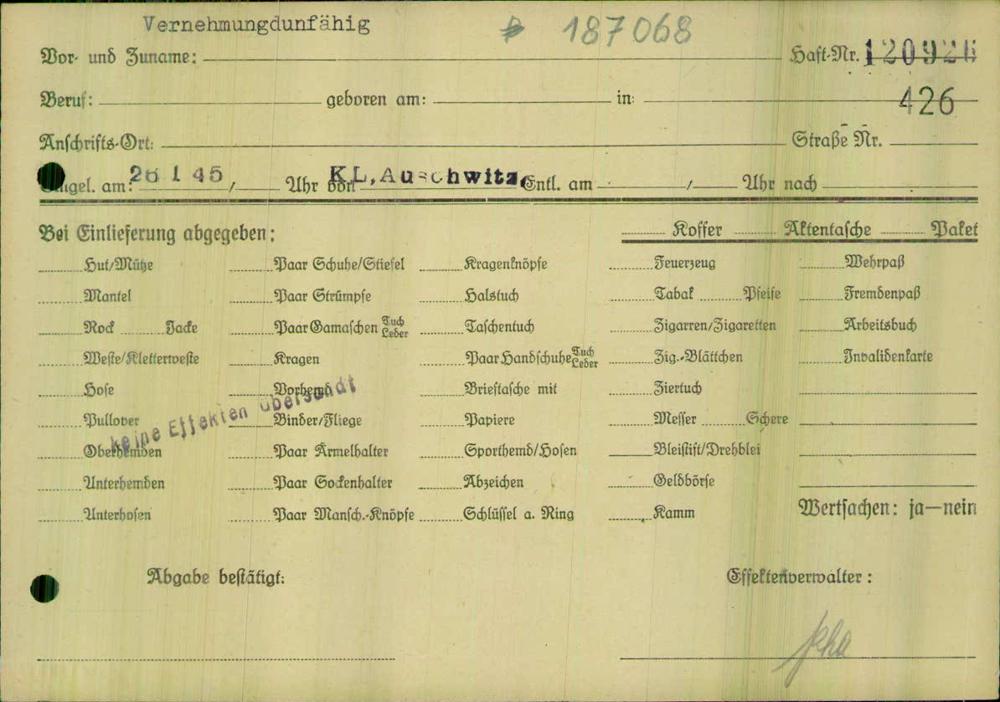 Vernehmungdunfähig 187068
Vor- und Zuname: Haft-Nr. 120926
Beruf: geboren am: in: 426
Anschrifts-Ort: Straße Nr.
gel. am: 26 1 45 / Uhr von KL, Auschwitz, Entl. am / Uhr nach
Bei Einlieferung abgegeben: Koffer Aktentasche Paket
Hut/Mütze Paar Schuhe/Stiefel Kragenknöpfe Feuerzeug Wehrpaß
Mantel Paar Strümpfe Halstuch Tabak Pfeife Fremdenpaß
Rock Jacke Paar Gamaschen Tuch Leder Taschentuch Zigarren/Zigaretten Arbeitsbuch
Weste/Kletterweste Kragen Paar Handschuhe Tuch Leder Zig.-Blättchen Invalidenkarte
Hose Vorhemd Brieftasche mit Ziertuch
Pullover Binder/Fliege Papiere Messer Schere
keine Effekten übersandt
Oberhemden Paar Ärmelhalter Sporthemd/Hosen Bleistift/Drehblei
Unterhemden Paar Sockenhalter Abzeichen Geldbörse
Unterhosen Paar Mansch.-Knöpfe Schlüssel a. Ring Kamm Wertsachen: ja—nein
Abgabe bestätigt: Effektenverwalter: